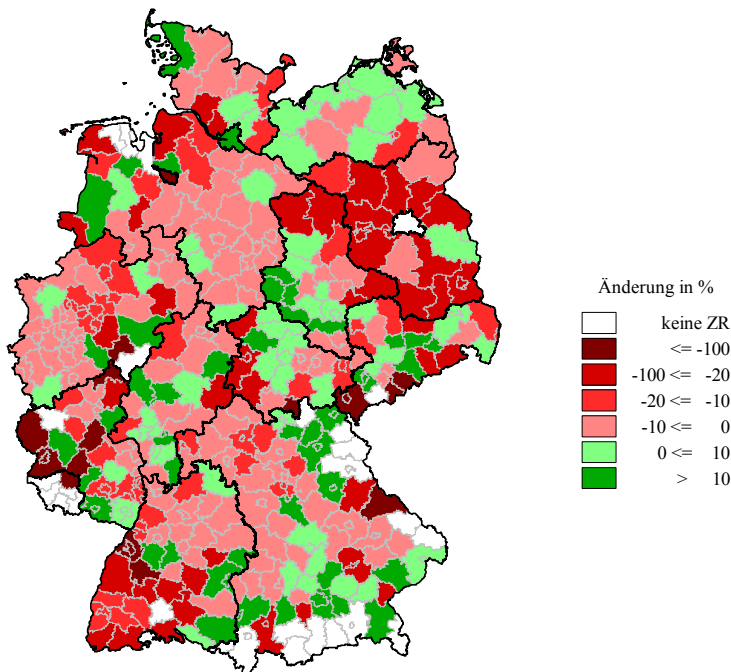 Änderung in %
keine ZR
<= -100
-100 <= -20
-20 <= -10
-10 <= 0
0 <= 10
> 10